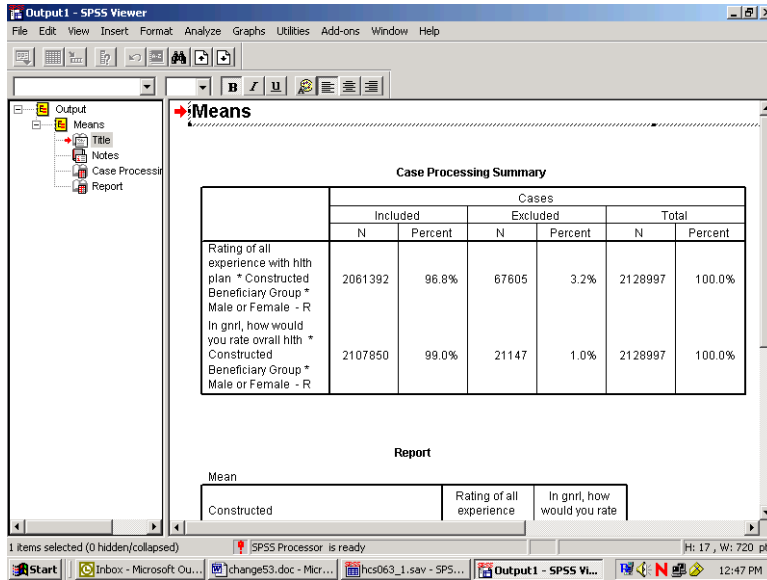 Output1 - SPSS Viewer
File Edit View Insert Format Analyze Graphs Utilities Add-ons Window Help
B I U
Output
Means
Title
Notes
Case Processin
Report
Means
Case Processing Summary
Cases
Included Excluded Total
N Percent N Percent N Percent
Rating of all
experience with hlth
plan * Constructed
Beneficiary Group *
Male or Female - R
2061392 96.8% 67605 3.2% 2128997 100.0%
In gnrl, how would
you rate ovrall hlth *
Constructed
Beneficiary Group *
Male or Female - R
2107850 99.0% 21147 1.0% 2128997 100.0%
Report
Mean
Constructed
Rating of all
experience
In gnrl, how
would you rate
1 items selected (0 hidden/collapsed) SPSS Processor is ready H: 17 , W: 720 pt
Start Inbox - Microsoft Ou... change53.doc - Micr... hcs063_1.sav - SPS... Output1 - SPSS Vi... 12:47 PM